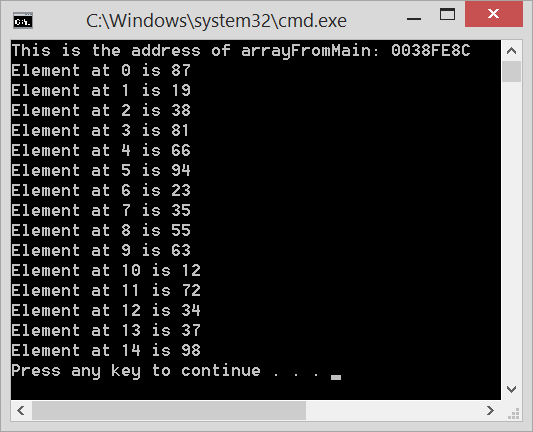 C:\Windows\system32\cmd.exe
This is the address of arrayFromMain: 0038FE8C
Element at 0 is 87
Element at 1 is 19
Element at 2 is 38
Element at 3 is 81
Element at 4 is 66
Element at 5 is 94
Element at 6 is 23
Element at 7 is 35
Element at 8 is 55
Element at 9 is 63
Element at 10 is 12
Element at 11 is 72
Element at 12 is 34
Element at 13 is 37
Element at 14 is 98
Press any key to continue . . .